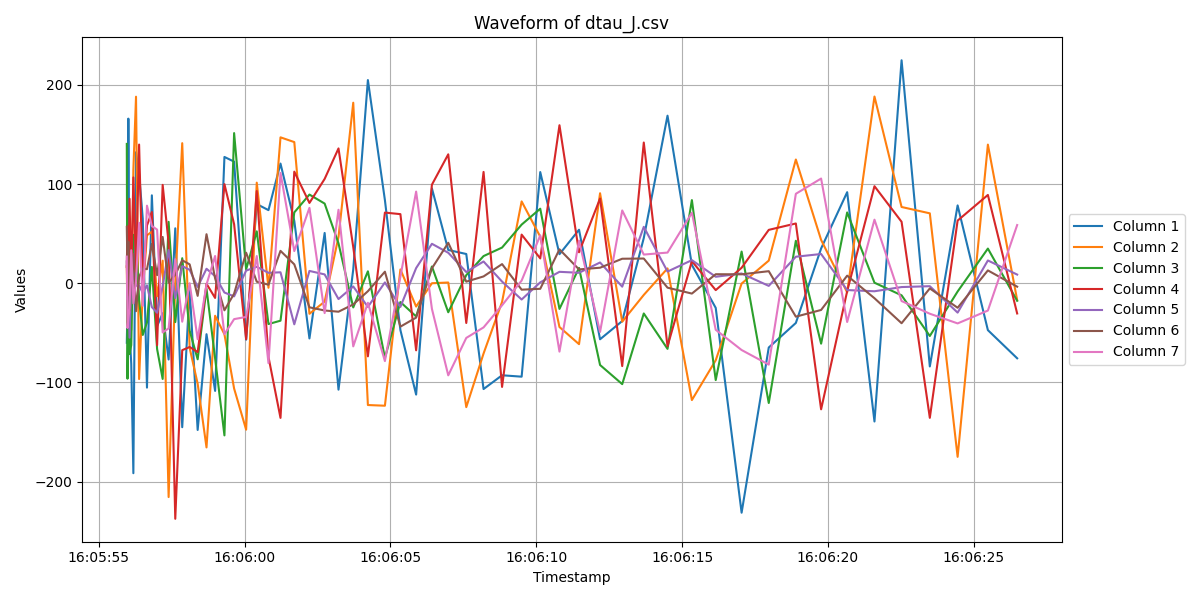 Waveform of dtau_J.csv
Values
200
100
0
−100
−200
16:05:55
16:06:00
16:06:05
16:06:10
16:06:15
16:06:20
16:06:25
Timestamp
Column 1
Column 2
Column 3
Column 4
Column 5
Column 6
Column 7